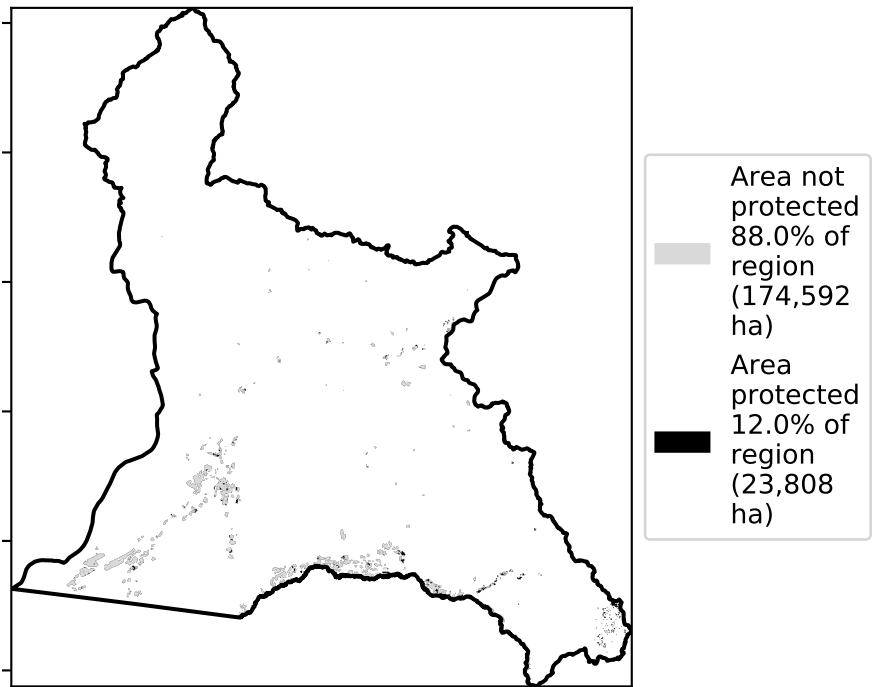 Area not
protected
88.0% of
region
(174,592
ha)
Area
protected
12.0% of
region
(23,808
ha)